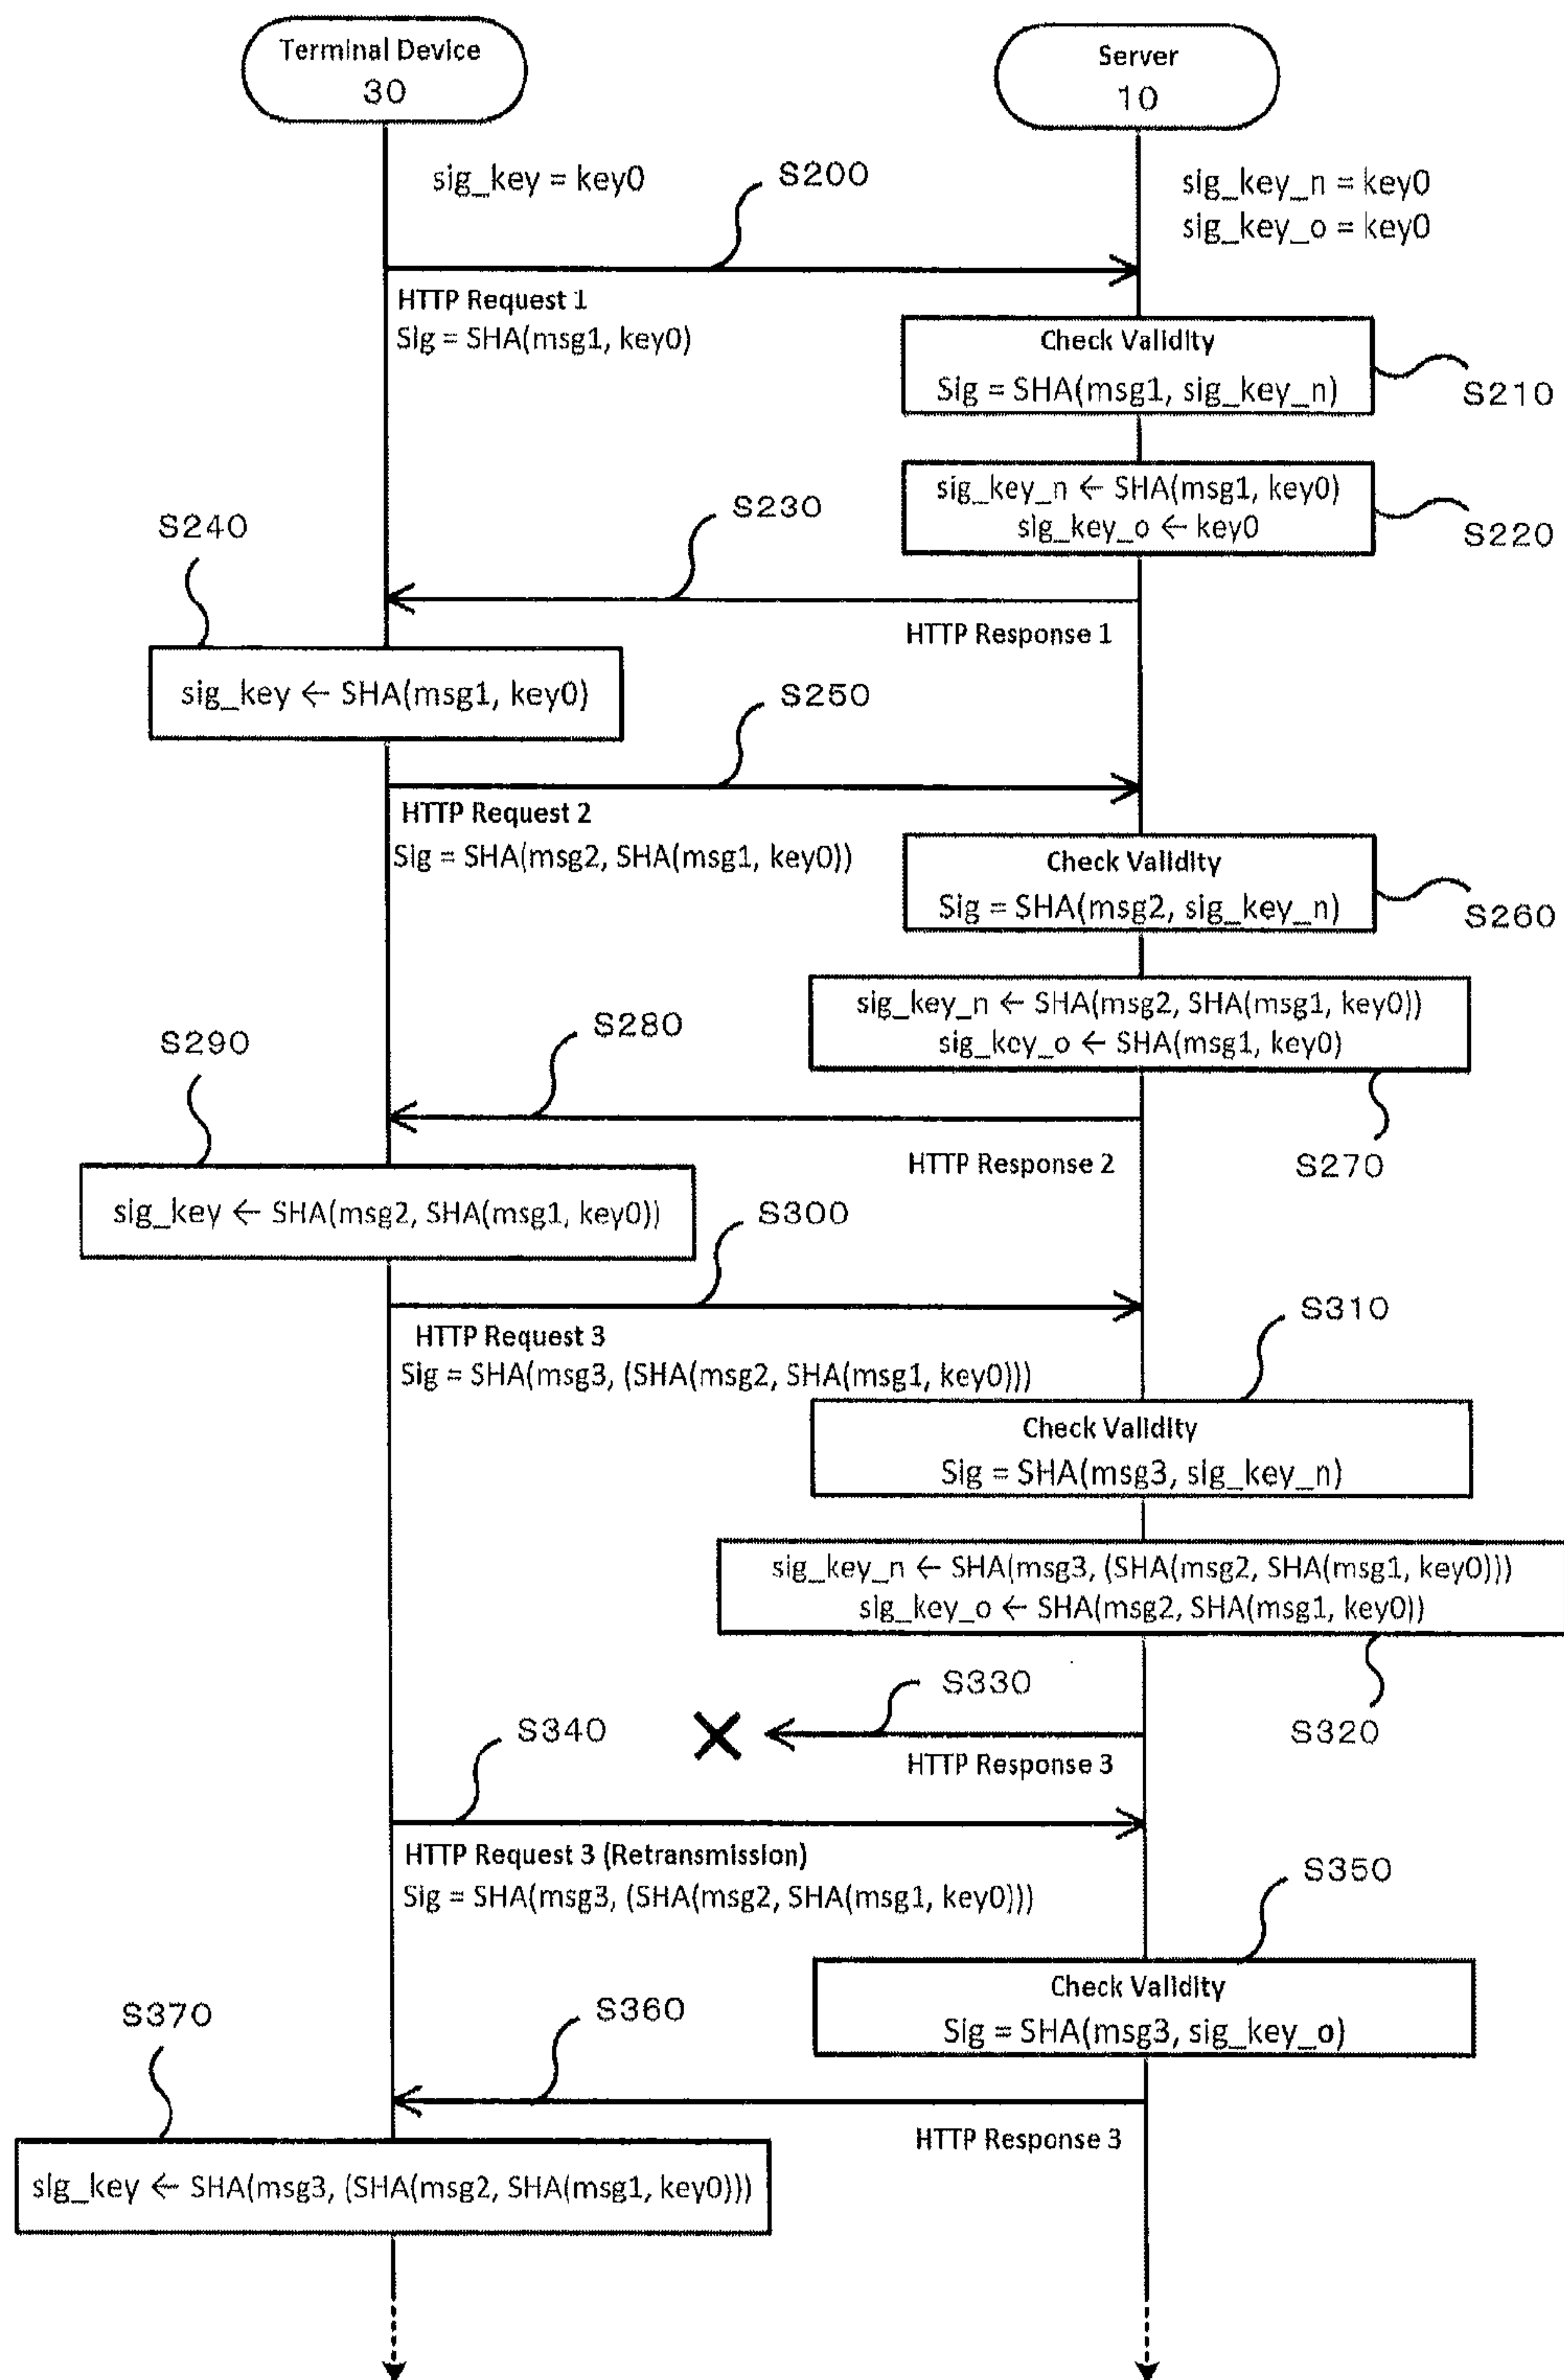 Terminal Device
30
Server
10
sig_key = key0
S200
sig_key_n = key0
sig_key_o = key0
HTTP Request 1
Sig = SHA(msg1, key0)
Check Validity
Sig = SHA(msg1, sig_key_n)
S210
sig_key_n ← SHA(msg1, key0)
sig_key_o ← key0
S220
S230
S240
HTTP Response 1
sig_key ← SHA(msg1, key0)
S250
HTTP Request 2
Sig = SHA(msg2, SHA(msg1, key0))
Check Validity
Sig = SHA(msg2, sig_key_n)
S260
sig_key_n ← SHA(msg2, SHA(msg1, key0))
sig_key_o ← SHA(msg1, key0)
S270
S280
S290
HTTP Response 2
sig_key ← SHA(msg2, SHA(msg1, key0))
S300
HTTP Request 3
Sig = SHA(msg3, (SHA(msg2, SHA(msg1, key0)))
S310
Check Validity
Sig = SHA(msg3, sig_key_n)
sig_key_n ← SHA(msg3, (SHA(msg2, SHA(msg1, key0)))
sig_key_o ← SHA(msg2, SHA(msg1, key0))
S320
S330
HTTP Response 3
S340
HTTP Request 3 (Retransmission)
Sig = SHA(msg3, (SHA(msg2, SHA(msg1, key0)))
S350
Check Validity
Sig = SHA(msg3, sig_key_o)
S360
S370
HTTP Response 3
sig_key ← SHA(msg3, (SHA(msg2, SHA(msg1, key0)))